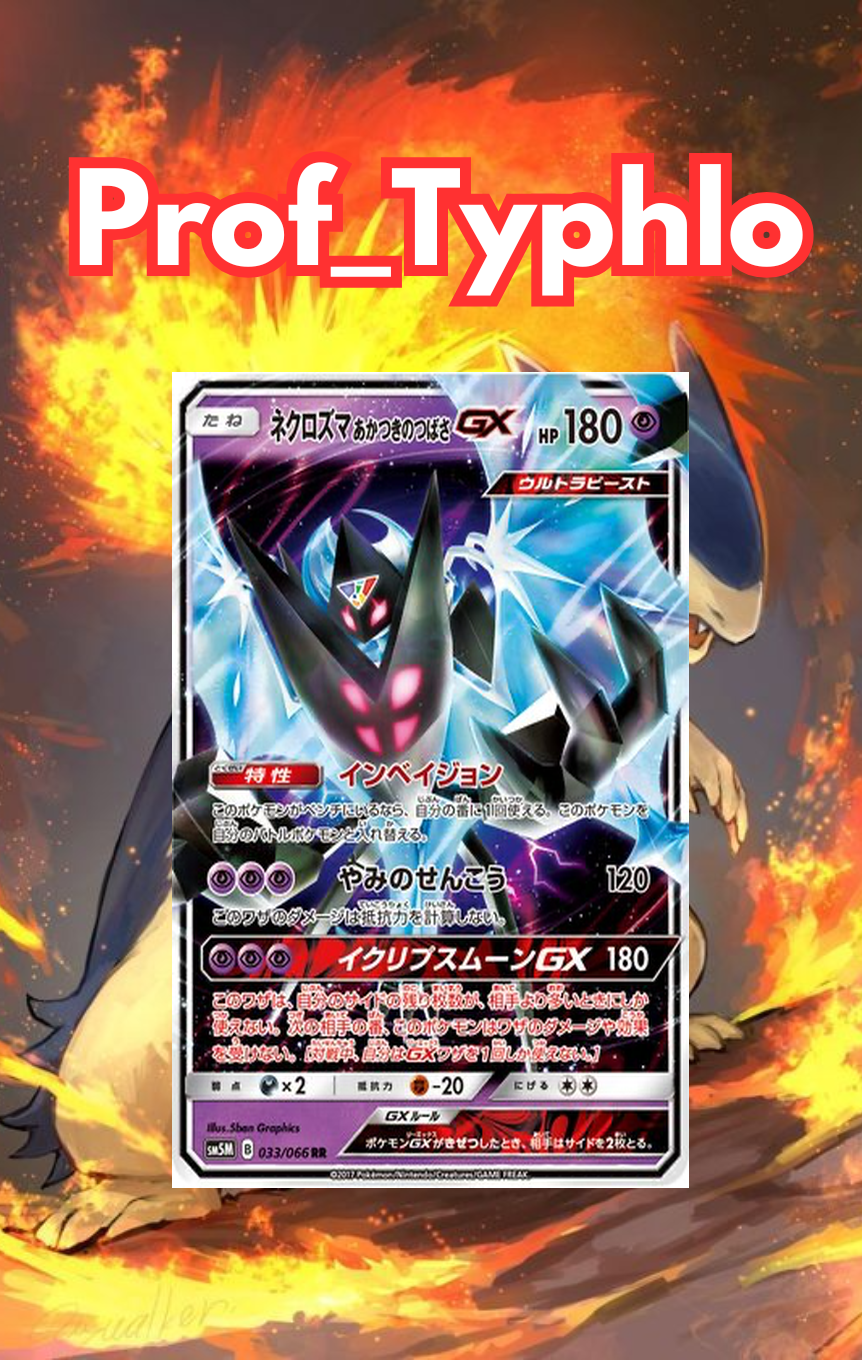 Prof_Typhlo
たね ネクロズマ あかつきのつばさ GX HP 180
ウルトラビースト
特性 インベイジョン
このポケモンがベンチにいるなら、自分の番に1回使える。このポケモンを
自分のバトルポケモンと入れ替える。
やみのせんこう 120
このワザのダメージは抵抗力を計算しない。
イクリプスムーンGX 180
このワザは、自分のサイドの残り枚数が、相手より多いときにしか
使えない。次の相手の番、このポケモンはワザのダメージや効果
を受けない。[対戦中、自分はGXワザを1回しか使えない。]
弱点 ×2 抵抗力 -20 にげる
GXルール
Illus.5ban Graphics
ポケモンGXがきぜつしたとき、相手はサイドを2枚とる。
SM5M B 033/066 RR
©2017 Pokémon/Nintendo/Creatures/GAME FREAK.